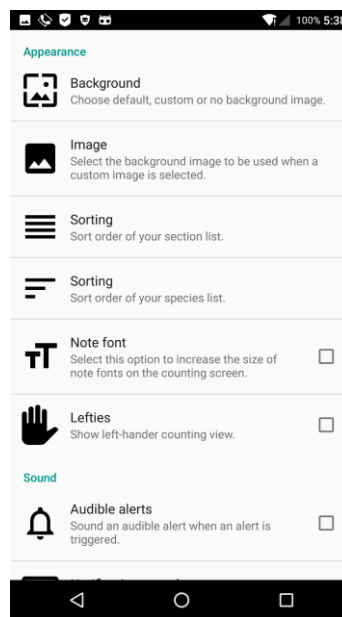 100% 5:38
Appearance
Background
Choose default, custom or no background image.
Image
Select the background image to be used when a
custom image is selected.
Sorting
Sort order of your section list.
Sorting
Sort order of your species list.
Note font
Select this option to increase the size of
note fonts on the counting screen.
Lefties
Show left-hander counting view.
Sound
Audible alerts
Sound an audible alert when an alert is
triggered.